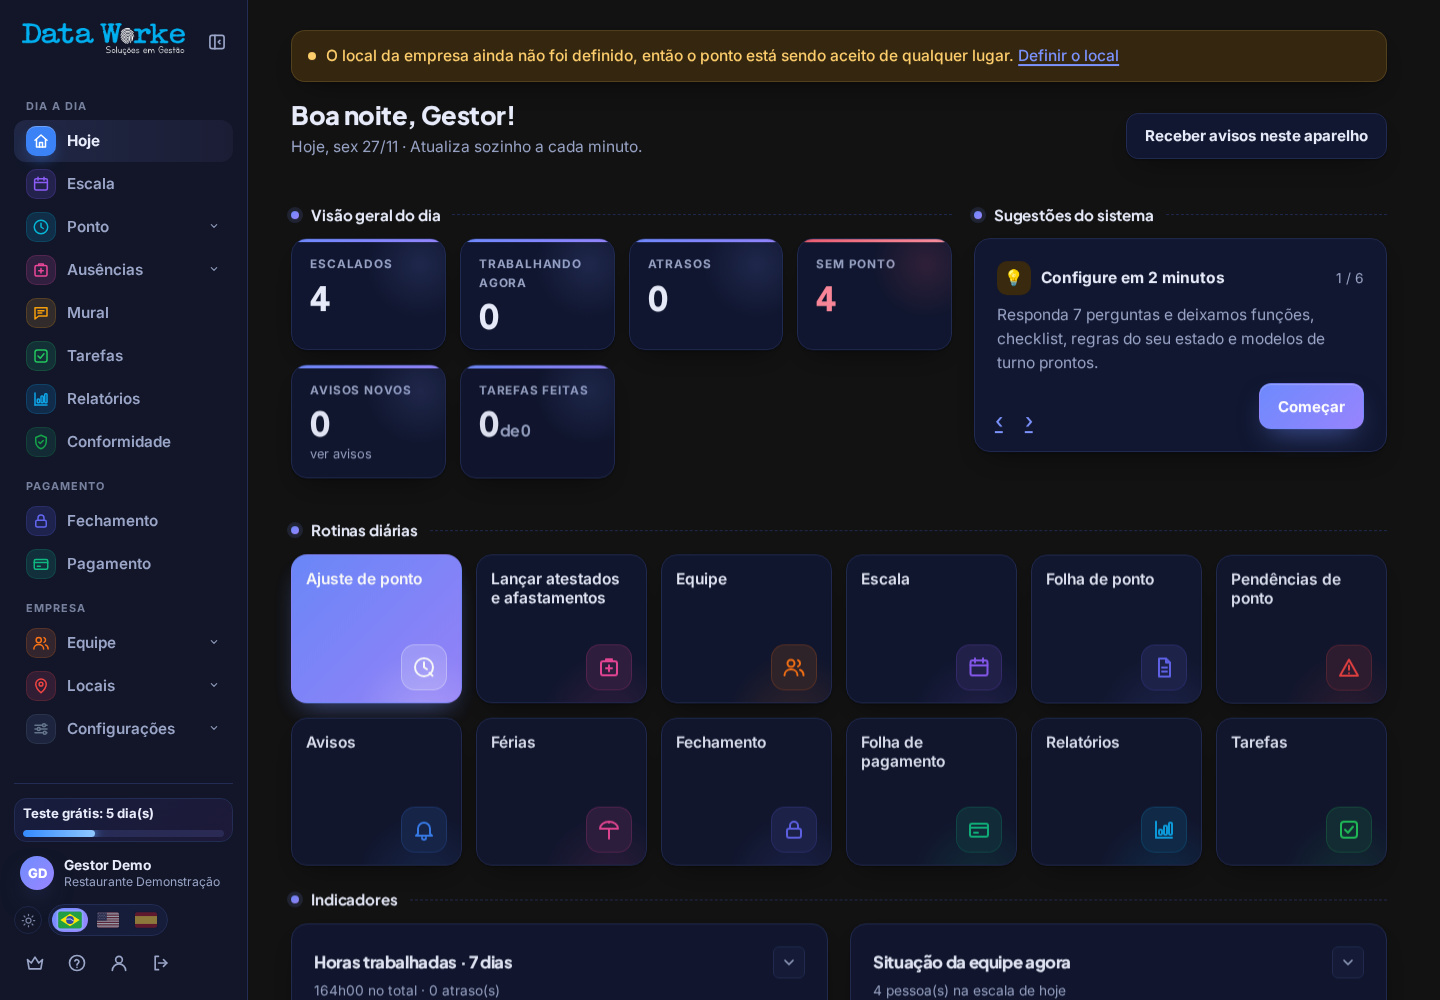 Data Worke
Soluções em Gestão
DIA A DIA
Hoje
Escala
Ponto
Ausências
Mural
Tarefas
Relatórios
Conformidade
PAGAMENTO
Fechamento
Pagamento
EMPRESA
Equipe
Locais
Configurações
Teste grátis: 5 dia(s)
GD
Gestor Demo
Restaurante Demonstração
O local da empresa ainda não foi definido, então o ponto está sendo aceito de qualquer lugar. Definir o local
Boa noite, Gestor!
Hoje, sex 27/11 · Atualiza sozinho a cada minuto.
Receber avisos neste aparelho
Visão geral do dia
ESCALADOS
4
TRABALHANDO
AGORA
0
ATRASOS
0
SEM PONTO
4
AVISOS NOVOS
0
ver avisos
TAREFAS FEITAS
0 de 0
Sugestões do sistema
Configure em 2 minutos
1 / 6
Responda 7 perguntas e deixamos funções,
checklist, regras do seu estado e modelos de
turno prontos.
‹ ›
Começar
Rotinas diárias
Ajuste de ponto
Lançar atestados
e afastamentos
Equipe
Escala
Folha de ponto
Pendências de
ponto
Avisos
Férias
Fechamento
Folha de
pagamento
Relatórios
Tarefas
Indicadores
Horas trabalhadas · 7 dias
164h00 no total · 0 atraso(s)
Situação da equipe agora
4 pessoa(s) na escala de hoje